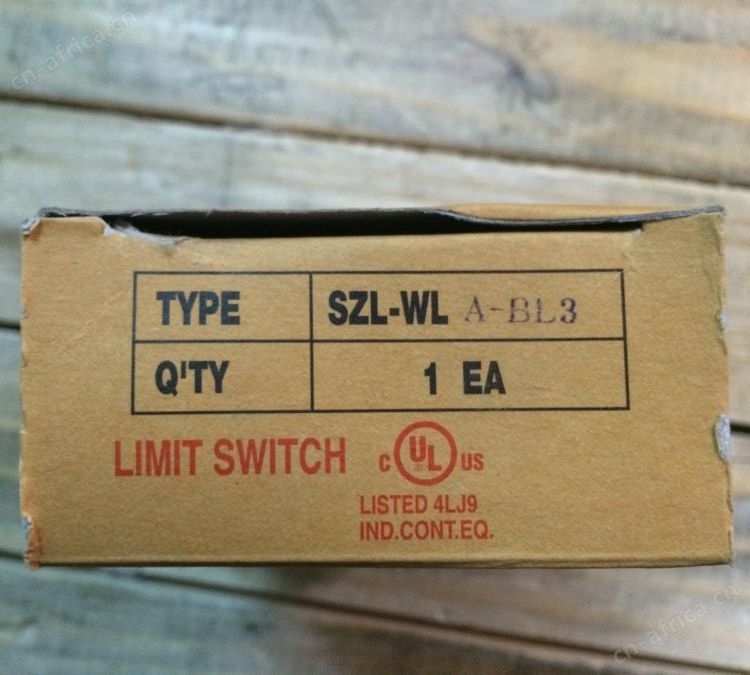 cn-africa.cn
TYPE SZL-WL A-BL3
Q'TY 1 EA
LIMIT SWITCH C UL US
LISTED 4LJ9
IND.CONT.EQ.
cn-africa.cn